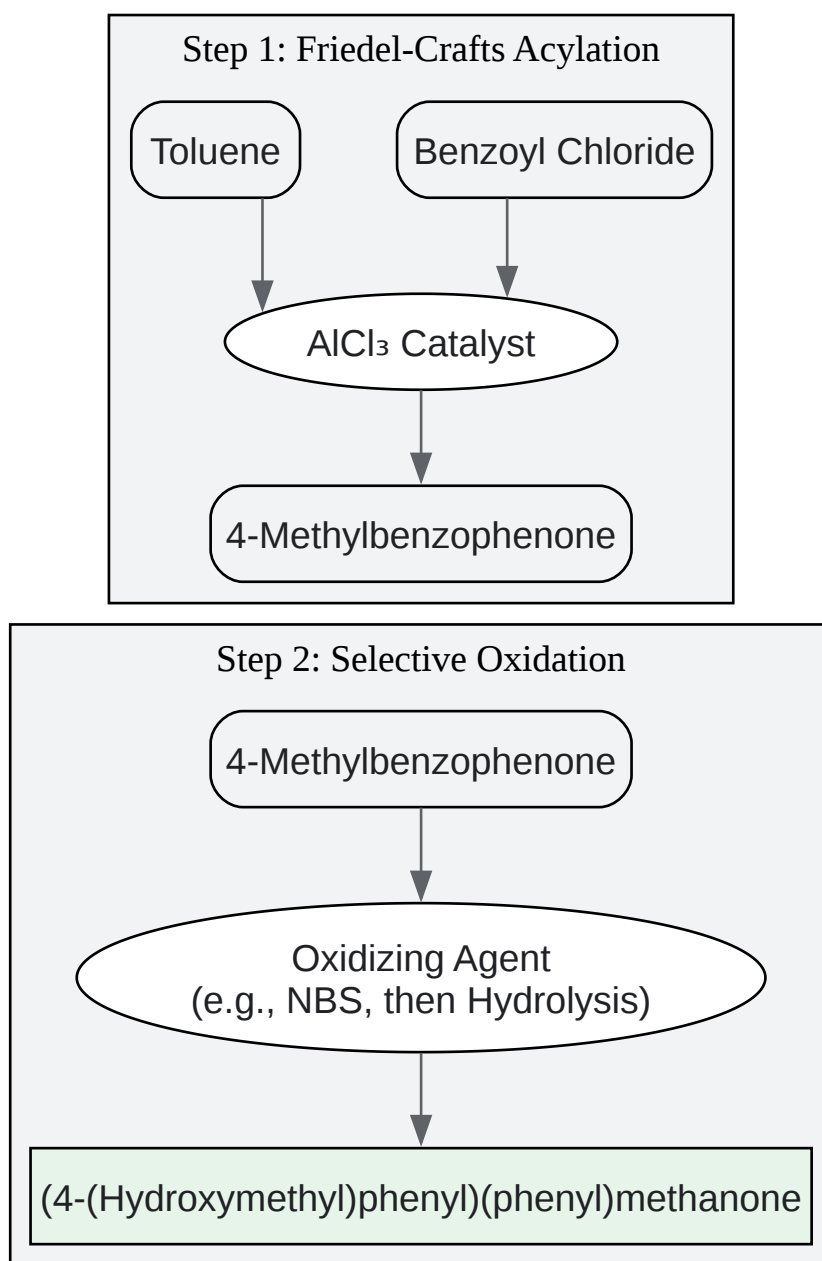 Step 1: Friedel-Crafts Acylation
Toluene
Benzoyl Chloride
AlCl₃ Catalyst
4-Methylbenzophenone
Step 2: Selective Oxidation
4-Methylbenzophenone
Oxidizing Agent
(e.g., NBS, then Hydrolysis)
(4-(Hydroxymethyl)phenyl)(phenyl)methanone